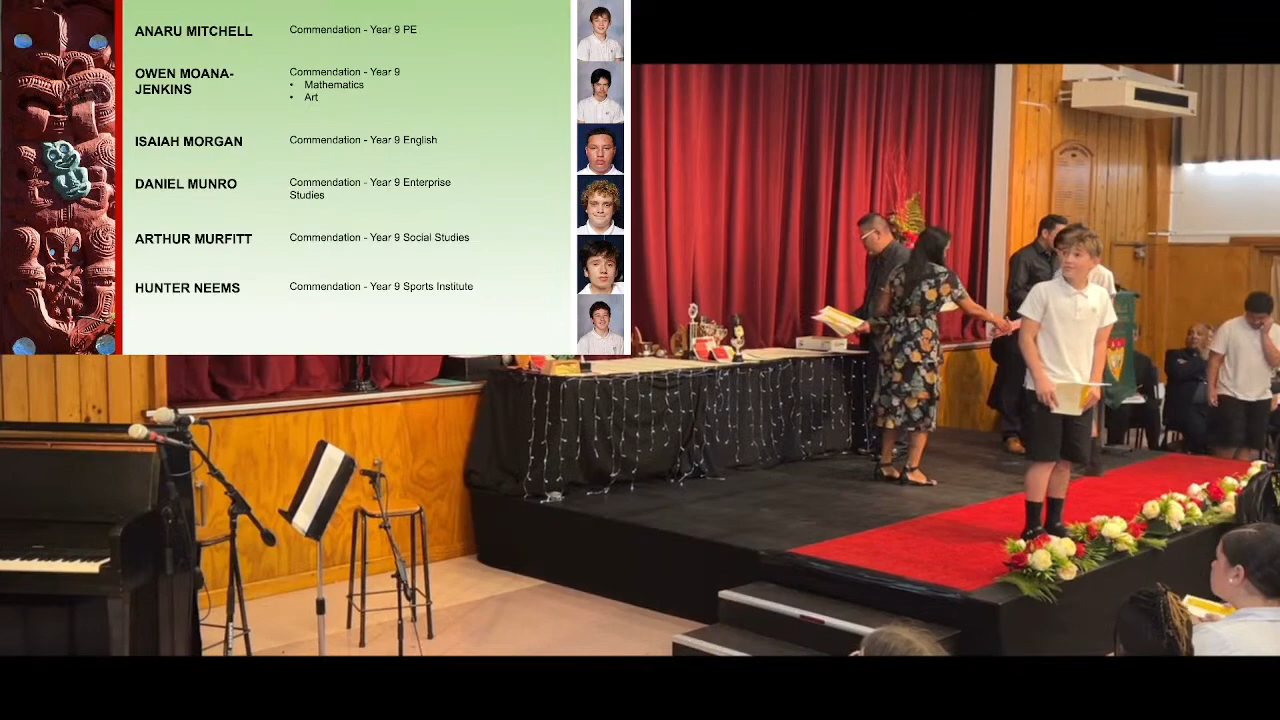 ANARU MITCHELL Commendation - Year 9 PE
OWEN MOANA- Commendation - Year 9
JENKINS • Mathematics
• Art
ISAIAH MORGAN Commendation - Year 9 English
DANIEL MUNRO Commendation - Year 9 Enterprise
Studies
ARTHUR MURFITT Commendation - Year 9 Social Studies
HUNTER NEEMS Commendation - Year 9 Sports Institute